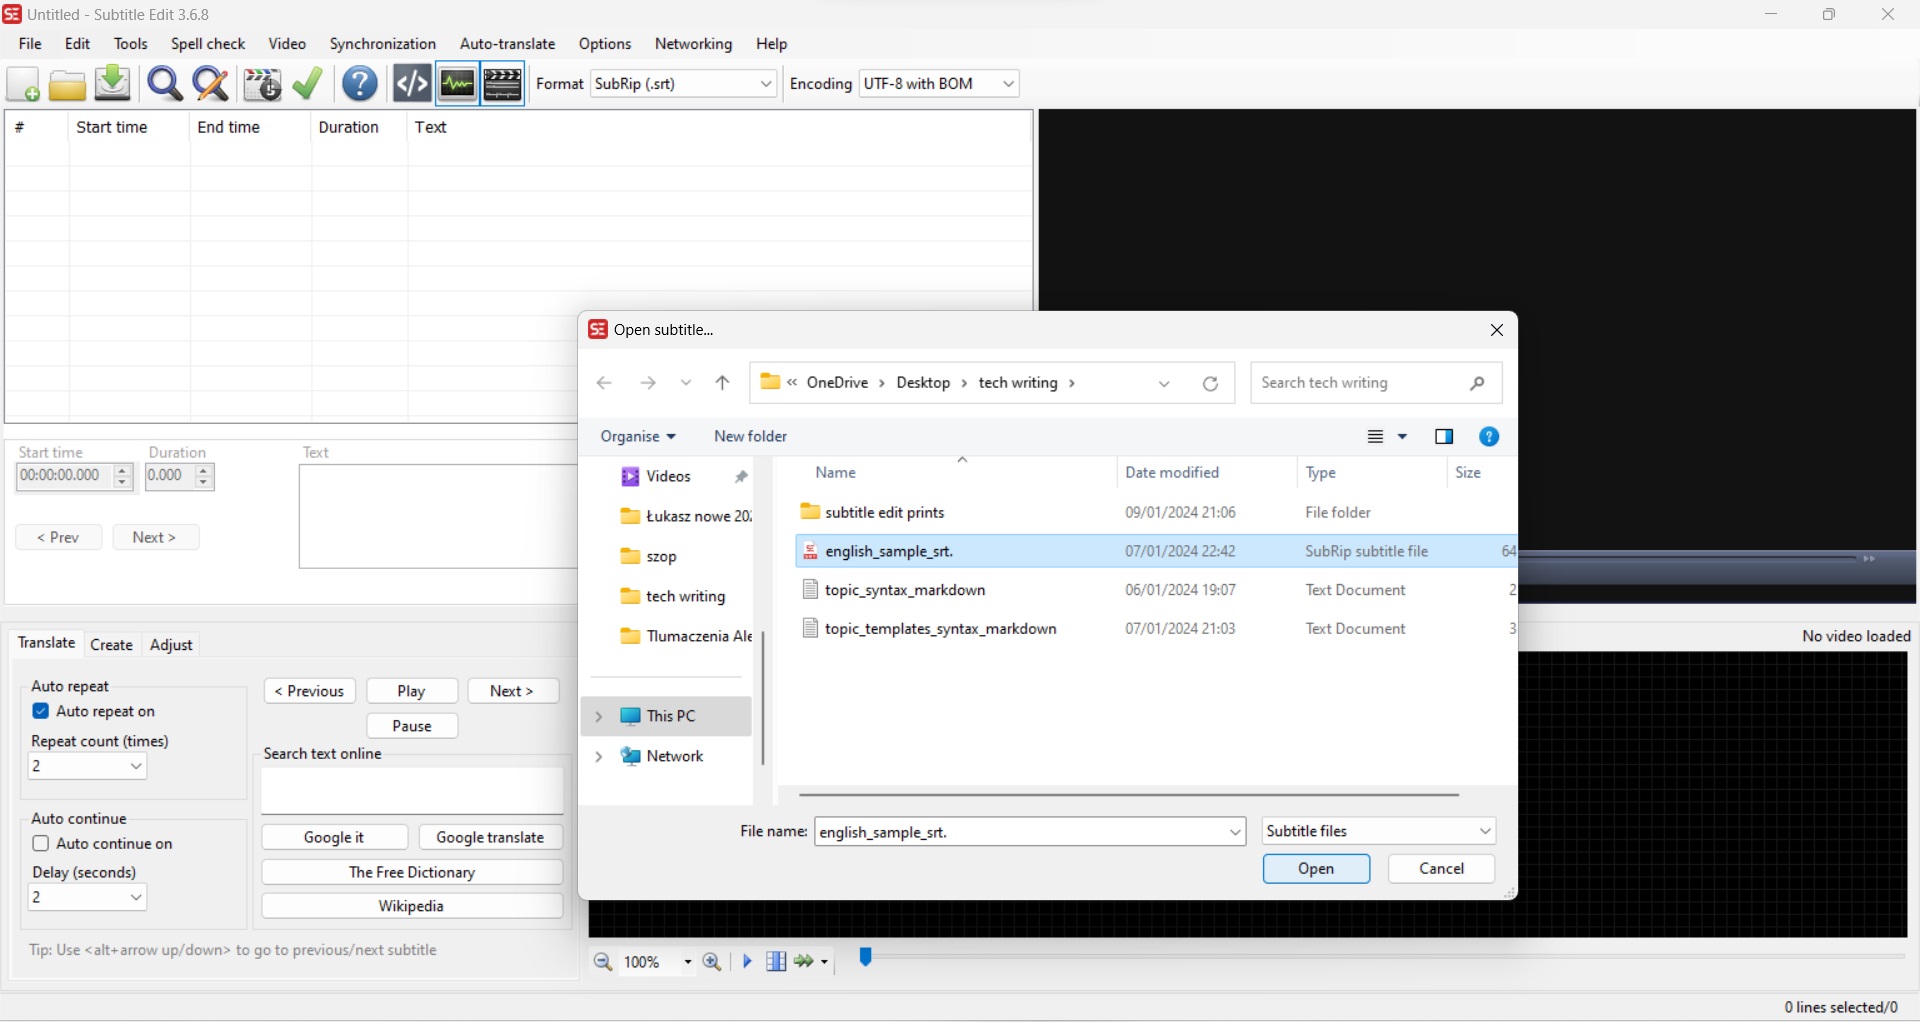 SE Untitled - Subtitle Edit 3.6.8
File Edit Tools Spell check Video Synchronization Auto-translate Options Networking Help
Format SubRip (.srt) Encoding UTF-8 with BOM
# Start time End time Duration Text
Start time Duration Text
00:00:00.000 0.000
< Prev Next >
SE Open subtitle...
« OneDrive > Desktop > tech writing > Search tech writing
Organise New folder
Videos
Łukasz nowe 20
szop
tech writing
Tlumaczenia Ale
This PC
Network
Name Date modified Type Size
subtitle edit prints 09/01/2024 21:06 File folder
english_sample_srt. 07/01/2024 22:42 SubRip subtitle file 64
topic_syntax_markdown 06/01/2024 19:07 Text Document 2
topic_templates_syntax_markdown 07/01/2024 21:03 Text Document 3
File name: english_sample_srt. Subtitle files
Open Cancel
No video loaded
Translate Create Adjust
Auto repeat
Auto repeat on
Repeat count (times)
2
Auto continue
Auto continue on
Delay (seconds)
2
< Previous Play Next >
Pause
Search text online
Google it Google translate
The Free Dictionary
Wikipedia
Tip: Use <alt+arrow up/down> to go to previous/next subtitle
100%
0 lines selected/0